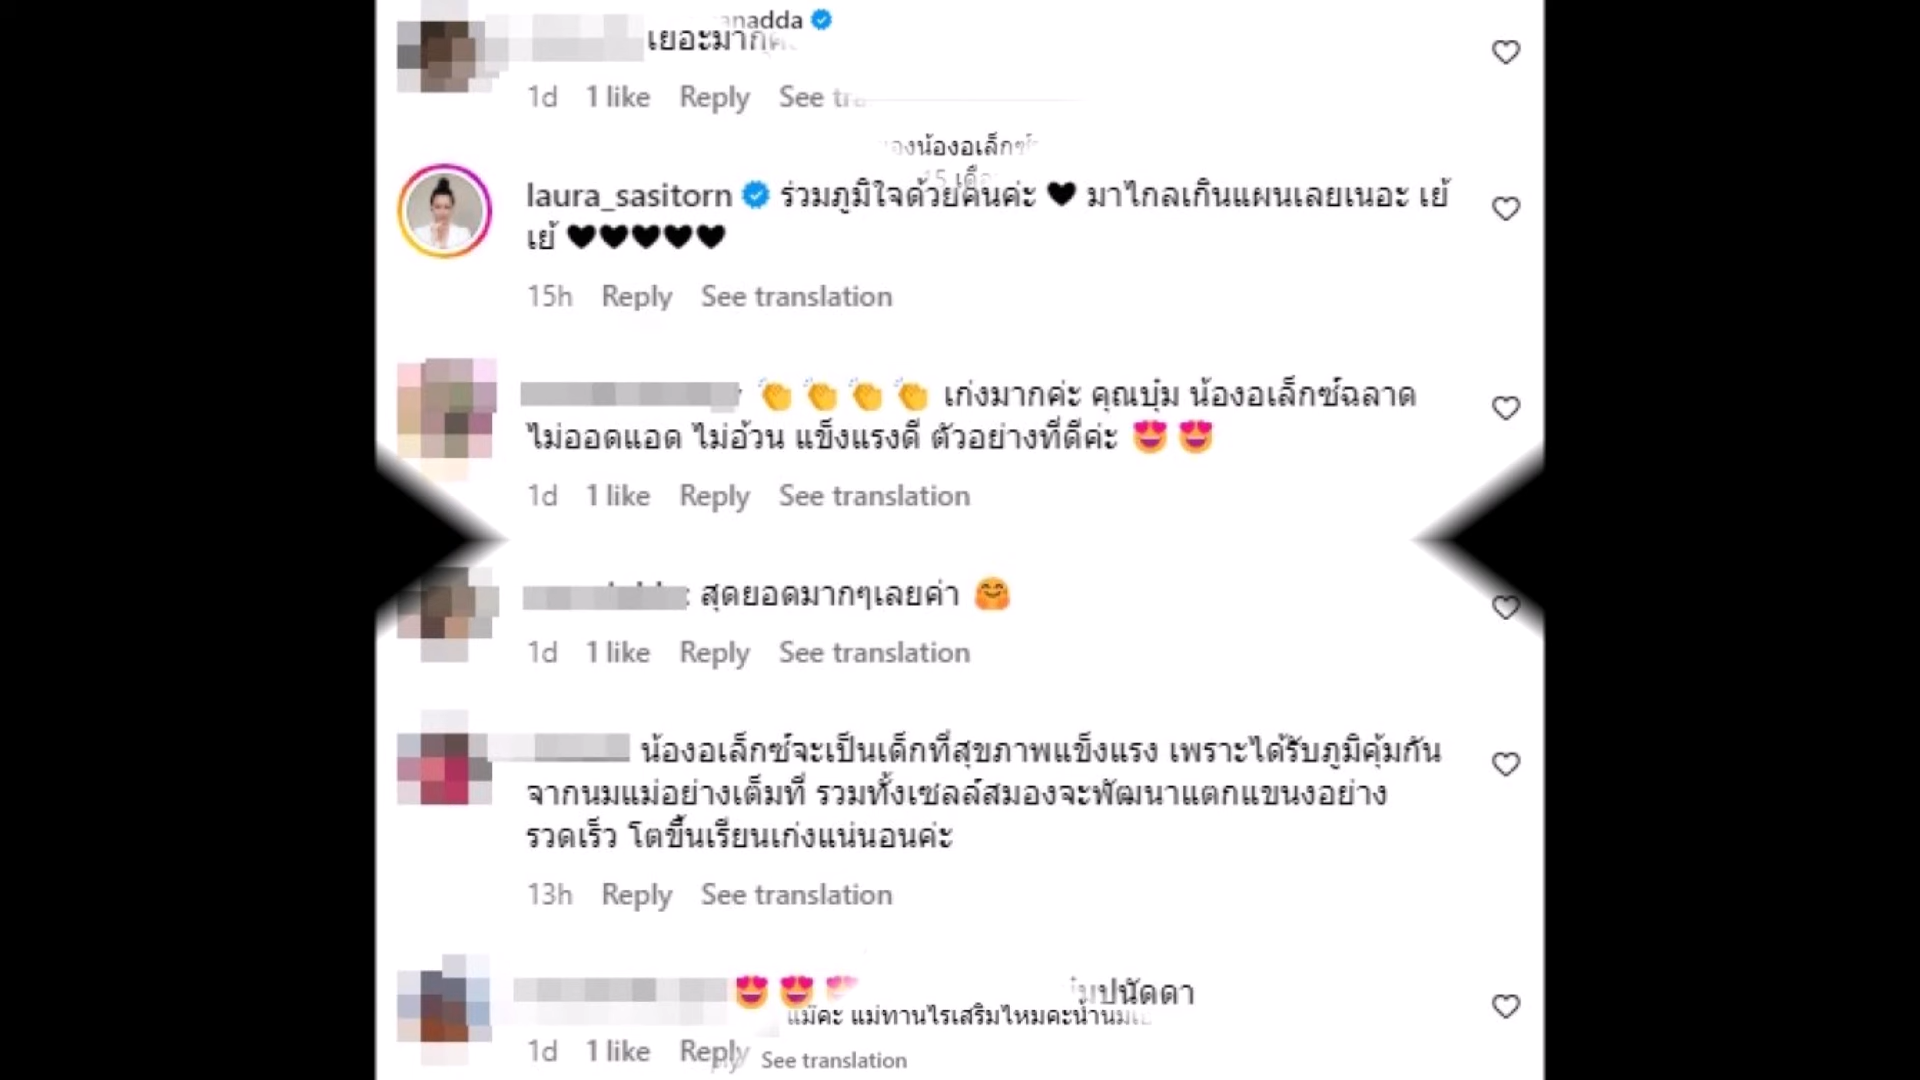 anadda
เยอะมากค
1d 1 like Reply See tra
องน้องอเล็กซ์
15 เดือ
laura_sasitorn ร่วมภูมิใจด้วยคนค่ะ 🖤 มาไกลเกินแผนเลยเนอะ เย้
เย้ 🖤🖤🖤🖤🖤
15h Reply See translation
👏 👏 👏 👏 เก่งมากค่ะ คุณบุ๋ม น้องอเล็กซ์ฉลาด
ไม่ออดแอด ไม่อ้วน แข็งแรงดี ตัวอย่างที่ดีค่ะ 😍 😍
1d 1 like Reply See translation
สุดยอดมากๆเลยค่า 🤗
1d 1 like Reply See translation
น้องอเล็กซ์จะเป็นเด็กที่สุขภาพแข็งแรง เพราะได้รับภูมิคุ้มกัน
จากนมแม่อย่างเต็มที่ รวมทั้งเซลล์สมองจะพัฒนาแตกแขนงอย่าง
รวดเร็ว โตขึ้นเรียนเก่งแน่นอนค่ะ
13h Reply See translation
😍 😍 😍 ุ๋มปนัดดา
แม่คะ แม่ทานไรเสริมไหมคะน้ำนม
1d 1 like Reply See translation